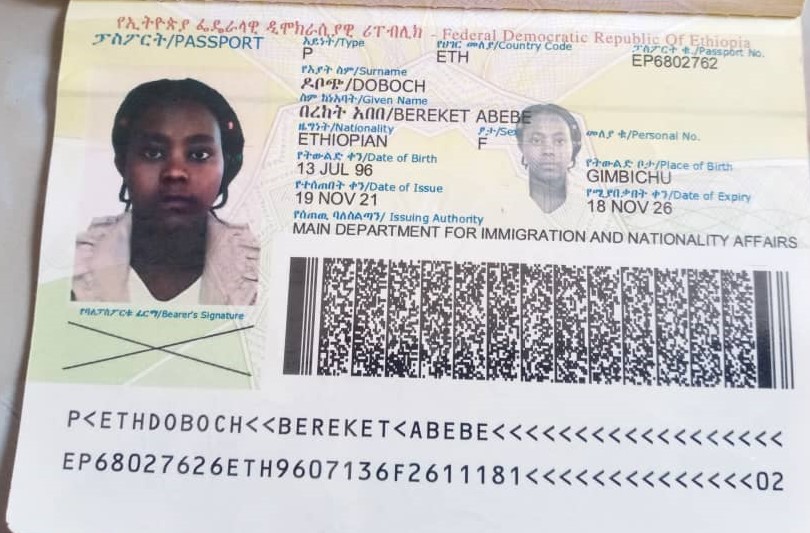 የኢትዮጵያ ፌዴራላዊ ዲሞክራሲያዊ ሪፐብሊክ - Federal Democratic Republic Of Ethiopia
ፓስፖርት/PASSPORT
አይነት/Type
P
የሀገር መለያ/Country Code
ETH
ፓስፖርት ቁ./Passport No.
EP6802762
የአያት ስም/Surname
ዶቦጭ/DOBOCH
ስም ከነአባት/Given Name
በረከት አበበ/BEREKET ABEBE
ዜግነት/Nationality
ETHIOPIAN
ፆታ/Sex
F
መለያ ቁ/Personal No.
የትውልድ ቀን/Date of Birth
13 JUL 96
የትውልድ ቦታ/Place of Birth
GIMBICHU
የተሰጠበት ቀን/Date of Issue
19 NOV 21
የሚያበቃበት ቀን/Date of Expiry
18 NOV 26
የሰጠዉ ባለስልጣን/ Issuing Authority
MAIN DEPARTMENT FOR IMMIGRATION AND NATIONALITY AFFAIRS
የባለፓስፖርቱ ፊርማ/Bearer's Signature
P<ETHDOBOCH<<BEREKET<ABEBE<<<<<<<<<<<<<<<<<<
EP68027626ETH9607136F2611181<<<<<<<<<<<<<<02